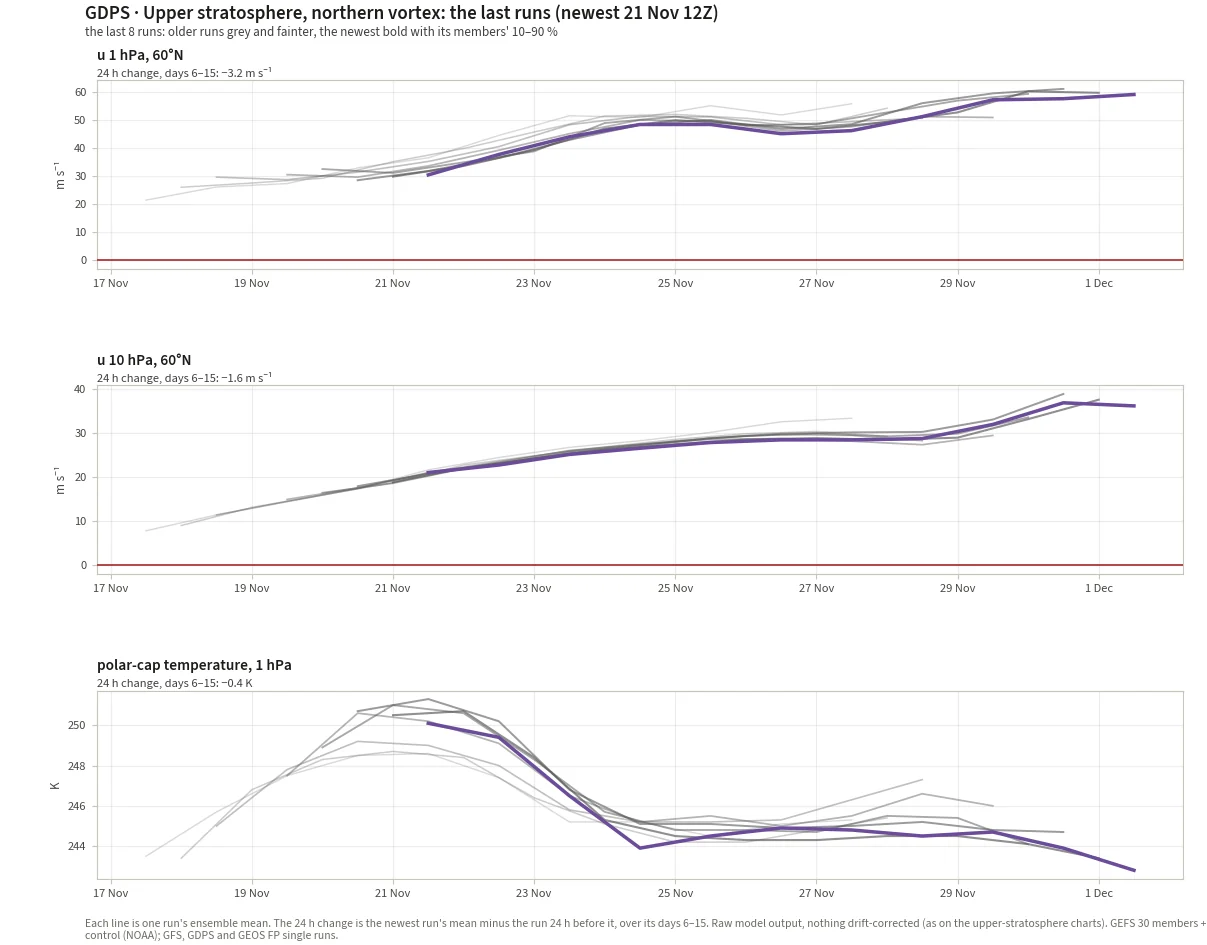 GDPS · Upper stratosphere, northern vortex: the last runs (newest 21 Nov 12Z)
the last 8 runs: older runs grey and fainter, the newest bold with its members' 10–90 %
u 1 hPa, 60°N
24 h change, days 6–15: −3.2 m s⁻¹
60
50
40
30
20
10
0
m s⁻¹
17 Nov 19 Nov 21 Nov 23 Nov 25 Nov 27 Nov 29 Nov 1 Dec
u 10 hPa, 60°N
24 h change, days 6–15: −1.6 m s⁻¹
40
30
20
10
0
m s⁻¹
17 Nov 19 Nov 21 Nov 23 Nov 25 Nov 27 Nov 29 Nov 1 Dec
polar-cap temperature, 1 hPa
24 h change, days 6–15: −0.4 K
250
248
246
244
K
17 Nov 19 Nov 21 Nov 23 Nov 25 Nov 27 Nov 29 Nov 1 Dec
Each line is one run's ensemble mean. The 24 h change is the newest run's mean minus the run 24 h before it, over its days 6–15. Raw model output, nothing drift-corrected (as on the upper-stratosphere charts). GEFS 30 members +
control (NOAA); GFS, GDPS and GEOS FP single runs.